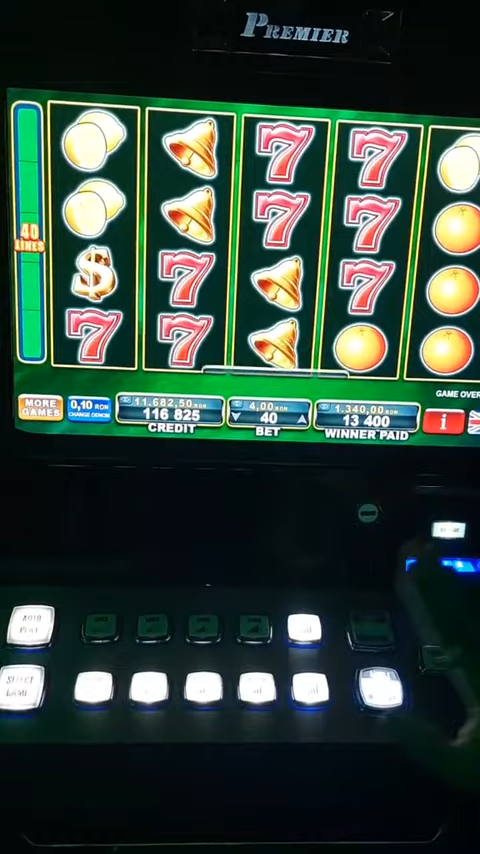 PREMIER
40
LINES
GAME OVER
MORE
GAMES
0,10 RON
CHANGE DENOM
11.682,50 RON
116 825
CREDIT
4,00 RON
40
BET
1.340,00 RON
13 400
WINNER PAID
i
AUTO
PLAY
SELECT
GAME